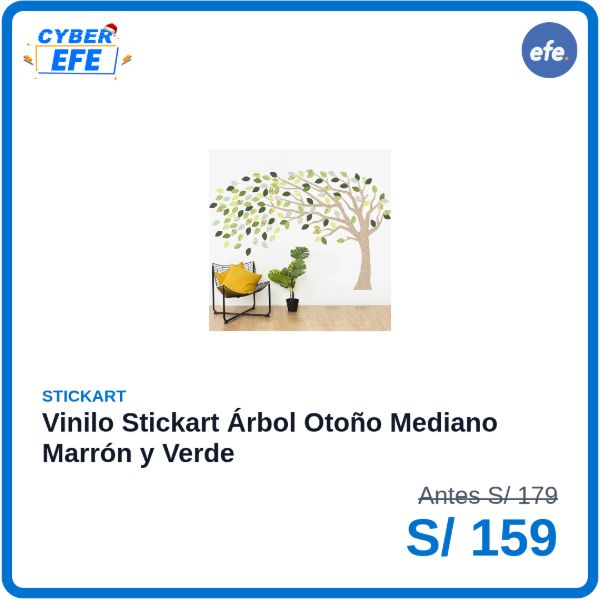 CYBER
EFE
efe.
STICKART
Vinilo Stickart Árbol Otoño Mediano
Marrón y Verde
Antes S/ 179
S/ 159